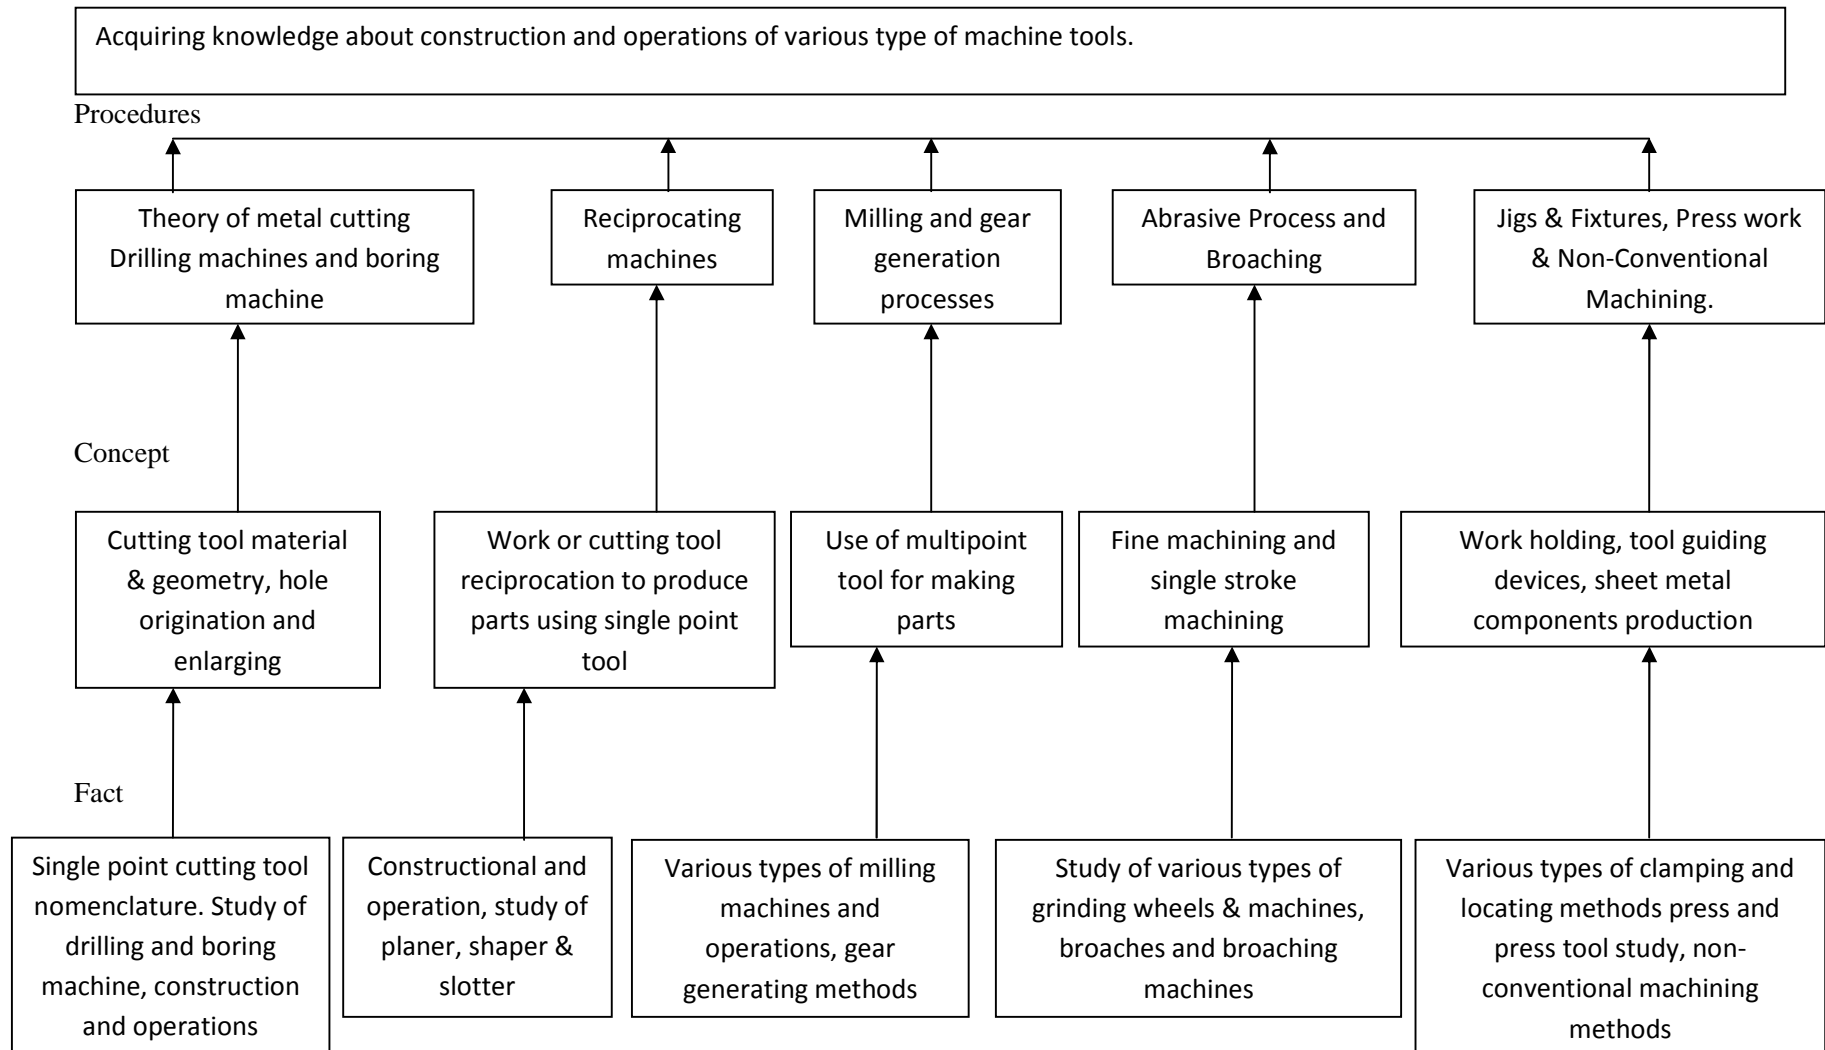 Acquiring knowledge about construction and operations of various type of machine tools.
Procedures
Theory of metal cutting
Drilling machines and boring
machine
Reciprocating
machines
Milling and gear
generation
processes
Abrasive Process and
Broaching
Jigs & Fixtures, Press work
& Non-Conventional
Machining.
Concept
Cutting tool material
& geometry, hole
origination and
enlarging
Work or cutting tool
reciprocation to produce
parts using single point
tool
Use of multipoint
tool for making
parts
Fine machining and
single stroke
machining
Work holding, tool guiding
devices, sheet metal
components production
Fact
Single point cutting tool
nomenclature. Study of
drilling and boring
machine, construction
and operations
Constructional and
operation, study of
planer, shaper &
slotter
Various types of milling
machines and
operations, gear
generating methods
Study of various types of
grinding wheels & machines,
broaches and broaching
machines
Various types of clamping and
locating methods press and
press tool study, non-
conventional machining
methods